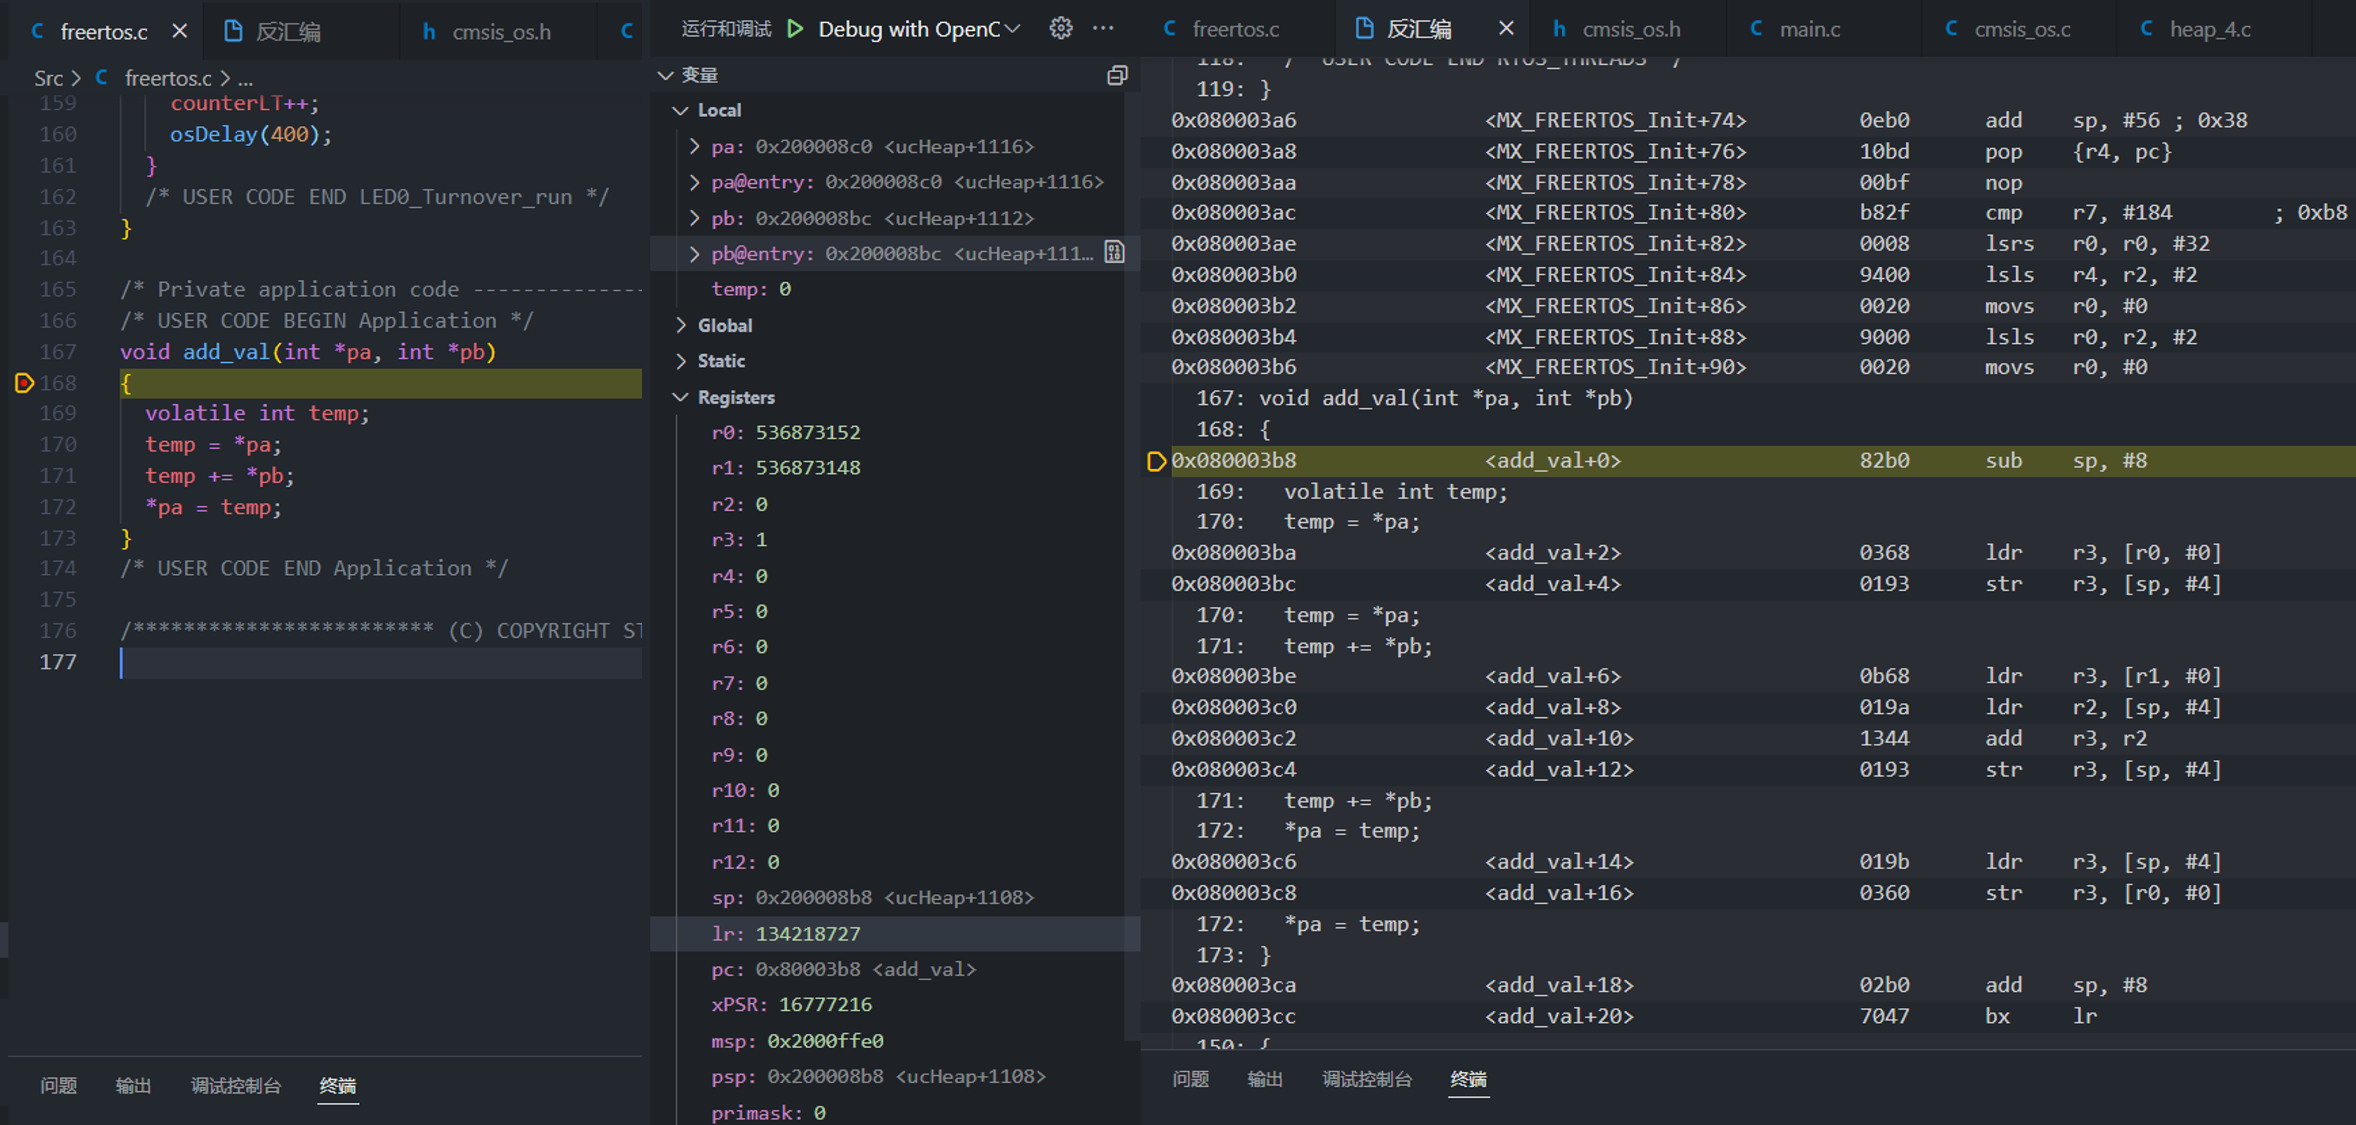 freertos.c
反汇编
cmsis_os.h
Src > freertos.c > ...
159 counterLT++;
160 osDelay(400);
161 }
162 /* USER CODE END LED0_Turnover_run */
163 }
164
165 /* Private application code --------------
166 /* USER CODE BEGIN Application */
167 void add_val(int *pa, int *pb)
168 {
169 volatile int temp;
170 temp = *pa;
171 temp += *pb;
172 *pa = temp;
173 }
174 /* USER CODE END Application */
175
176 /************************ (C) COPYRIGHT ST
177
问题 输出 调试控制台 终端
运行和调试 Debug with OpenC
变量
Local
pa: 0x200008c0 <ucHeap+1116>
pa@entry: 0x200008c0 <ucHeap+1116>
pb: 0x200008bc <ucHeap+1112>
pb@entry: 0x200008bc <ucHeap+111...
temp: 0
Global
Static
Registers
r0: 536873152
r1: 536873148
r2: 0
r3: 1
r4: 0
r5: 0
r6: 0
r7: 0
r8: 0
r9: 0
r10: 0
r11: 0
r12: 0
sp: 0x200008b8 <ucHeap+1108>
lr: 134218727
pc: 0x80003b8 <add_val>
xPSR: 16777216
msp: 0x2000ffe0
psp: 0x200008b8 <ucHeap+1108>
primask: 0
freertos.c
反汇编
cmsis_os.h
main.c
cmsis_os.c
heap_4.c
118: /* USER CODE END RTOS_THREADS */
119: }
0x080003a6 <MX_FREERTOS_Init+74> 0eb0 add sp, #56 ; 0x38
0x080003a8 <MX_FREERTOS_Init+76> 10bd pop {r4, pc}
0x080003aa <MX_FREERTOS_Init+78> 00bf nop
0x080003ac <MX_FREERTOS_Init+80> b82f cmp r7, #184 ; 0xb8
0x080003ae <MX_FREERTOS_Init+82> 0008 lsrs r0, r0, #32
0x080003b0 <MX_FREERTOS_Init+84> 9400 lsls r4, r2, #2
0x080003b2 <MX_FREERTOS_Init+86> 0020 movs r0, #0
0x080003b4 <MX_FREERTOS_Init+88> 9000 lsls r0, r2, #2
0x080003b6 <MX_FREERTOS_Init+90> 0020 movs r0, #0
167: void add_val(int *pa, int *pb)
168: {
0x080003b8 <add_val+0> 82b0 sub sp, #8
169: volatile int temp;
170: temp = *pa;
0x080003ba <add_val+2> 0368 ldr r3, [r0, #0]
0x080003bc <add_val+4> 0193 str r3, [sp, #4]
170: temp = *pa;
171: temp += *pb;
0x080003be <add_val+6> 0b68 ldr r3, [r1, #0]
0x080003c0 <add_val+8> 019a ldr r2, [sp, #4]
0x080003c2 <add_val+10> 1344 add r3, r2
0x080003c4 <add_val+12> 0193 str r3, [sp, #4]
171: temp += *pb;
172: *pa = temp;
0x080003c6 <add_val+14> 019b ldr r3, [sp, #4]
0x080003c8 <add_val+16> 0360 str r3, [r0, #0]
172: *pa = temp;
173: }
0x080003ca <add_val+18> 02b0 add sp, #8
0x080003cc <add_val+20> 7047 bx lr
150: {
问题 输出 调试控制台 终端